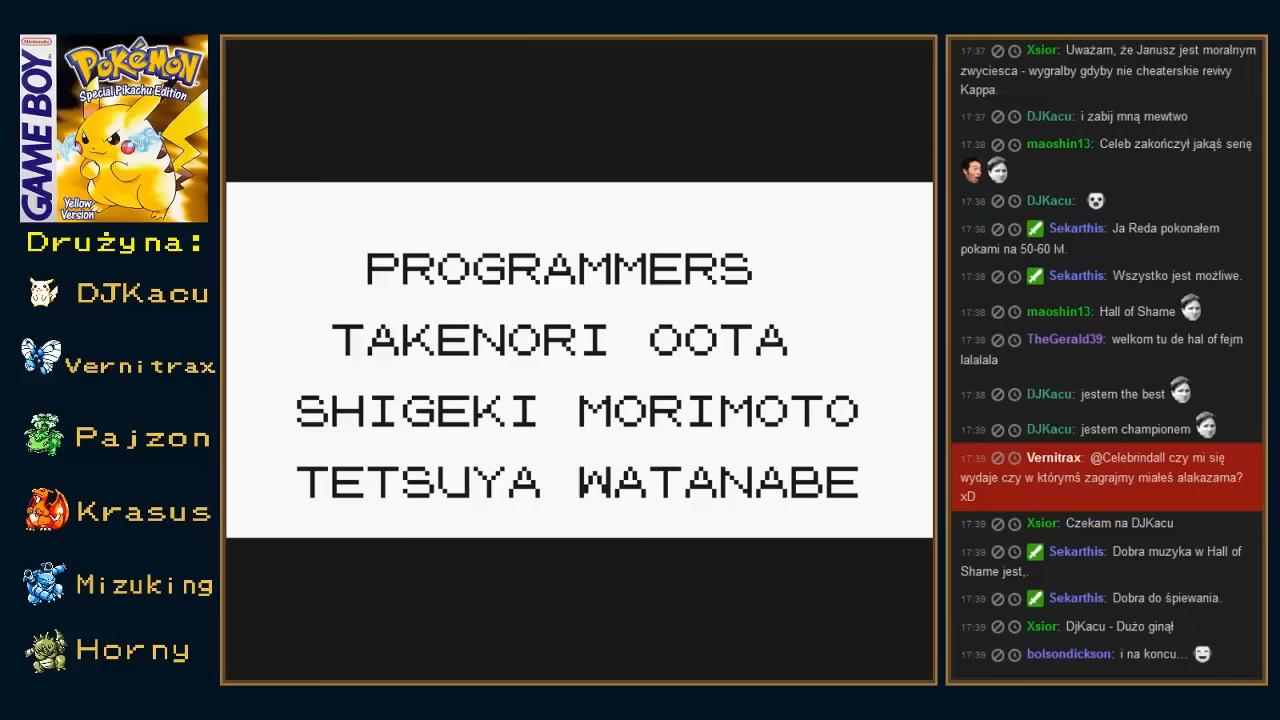 Nintendo
GAME BOY
POKéMON
Special Pikachu Edition
Yellow
Version
Drużyna:
DJKacu
Vernitrax
Pajzon
Krasus
Mizuking
Horny
PROGRAMMERS
TAKENORI OOTA
SHIGEKI MORIMOTO
TETSUYA WATANABE
17:37 Xsior: Uważam, że Janusz jest moralnym
zwyciesca - wygralby gdyby nie cheaterskie revivy
Kappa.
17:37 DJKacu: i zabij mną mewtwo
17:38 maoshin13: Celeb zakończył jakąś serię
17:38 DJKacu:
17:38 Sekarthis: Ja Reda pokonałem
pokami na 50-60 lvl.
17:38 Sekarthis: Wszystko jest możliwe.
17:38 maoshin13: Hall of Shame
17:38 TheGerald39: welkom tu de hal of fejm
lalalala
17:38 DJKacu: jestem the best
17:39 DJKacu: jestem championem
17:39 Vernitrax: @Celebrindall czy mi się
wydaje czy w którymś zagrajmy miałeś alakazama?
xD
17:39 Xsior: Czekam na DJKacu
17:39 Sekarthis: Dobra muzyka w Hall of
Shame jest,.
17:39 Sekarthis: Dobra do śpiewania.
17:39 Xsior: DjKacu - Dużo ginął
17:39 bolsondickson: i na koncu...